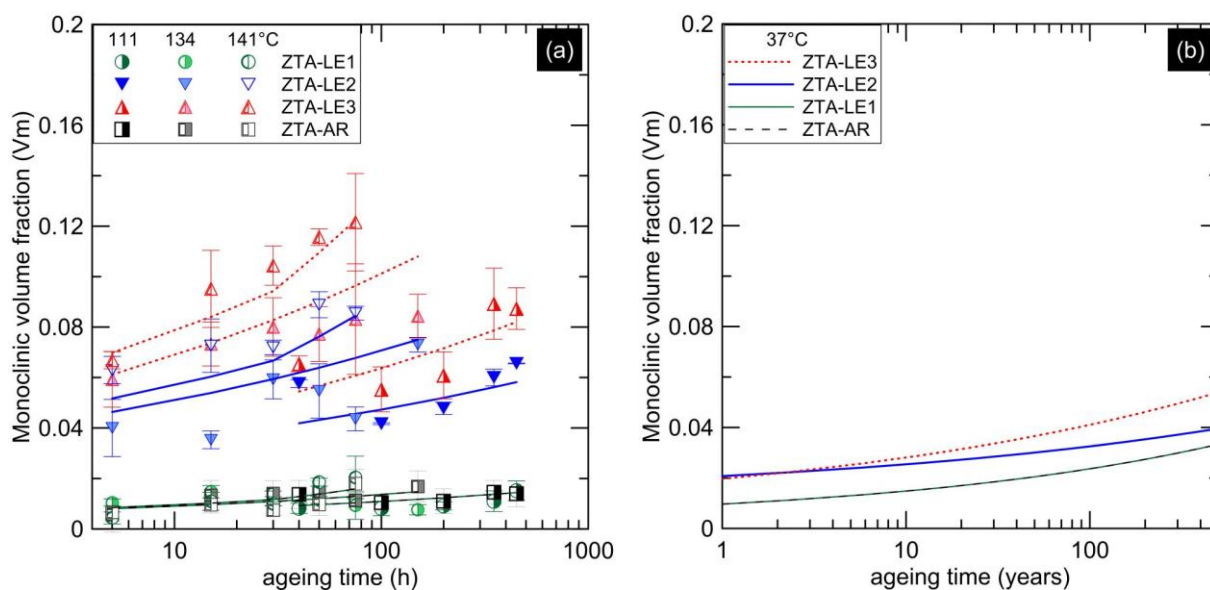 111 134 141°C
ZTA-LE1
ZTA-LE2
ZTA-LE3
ZTA-AR
(a)
0.2
0.16
0.12
0.08
0.04
0
Monoclinic volume fraction (Vm)
10 100 1000
ageing time (h)
37°C
ZTA-LE3
ZTA-LE2
ZTA-LE1
ZTA-AR
(b)
0.2
0.16
0.12
0.08
0.04
0
Monoclinic volume fraction (Vm)
1 10 100
ageing time (years)